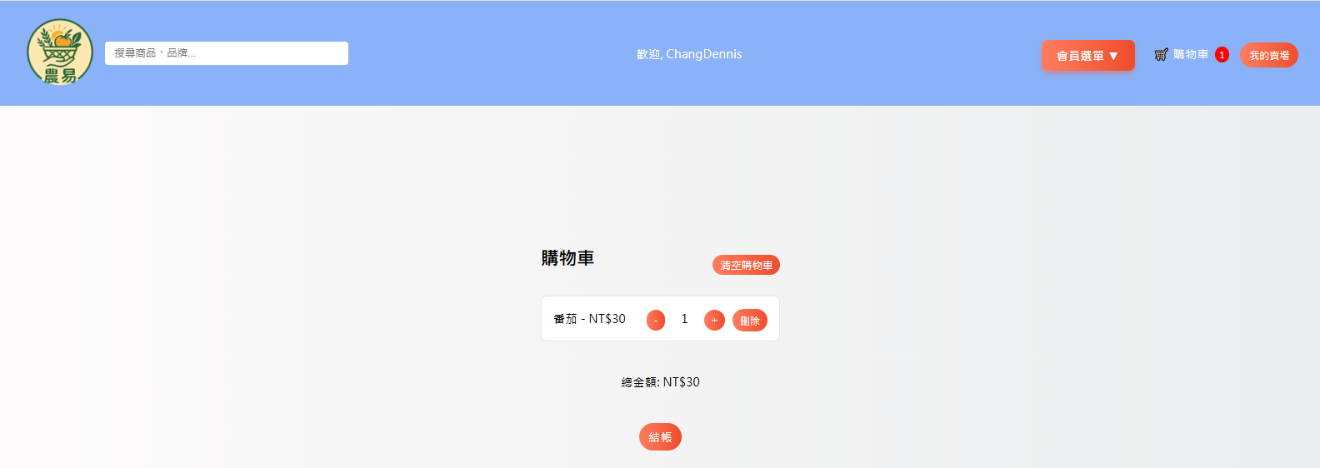 農易
搜尋商品、品牌...
歡迎, ChangDennis
會員選單 ▼
購物車 1
我的賣場
購物車
清空購物車
番茄 - NT$30 - 1 + 刪除
總金額: NT$30
結帳